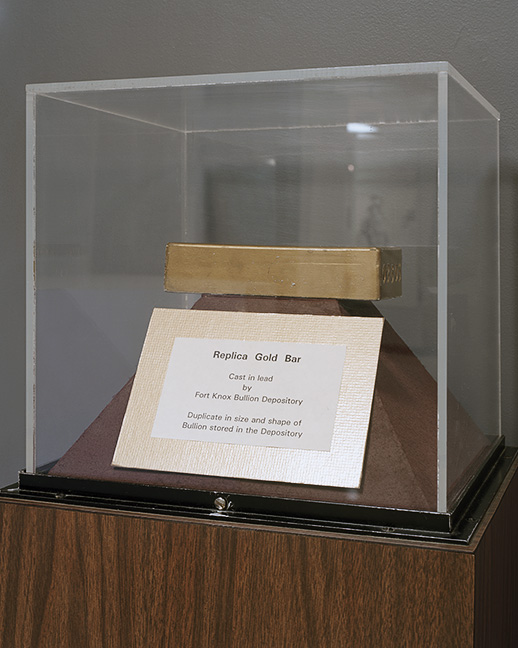 Replica Gold Bar
Cast in lead
by
Fort Knox Bullion Depository
Duplicate in size and shape of
Bullion stored in the Depository